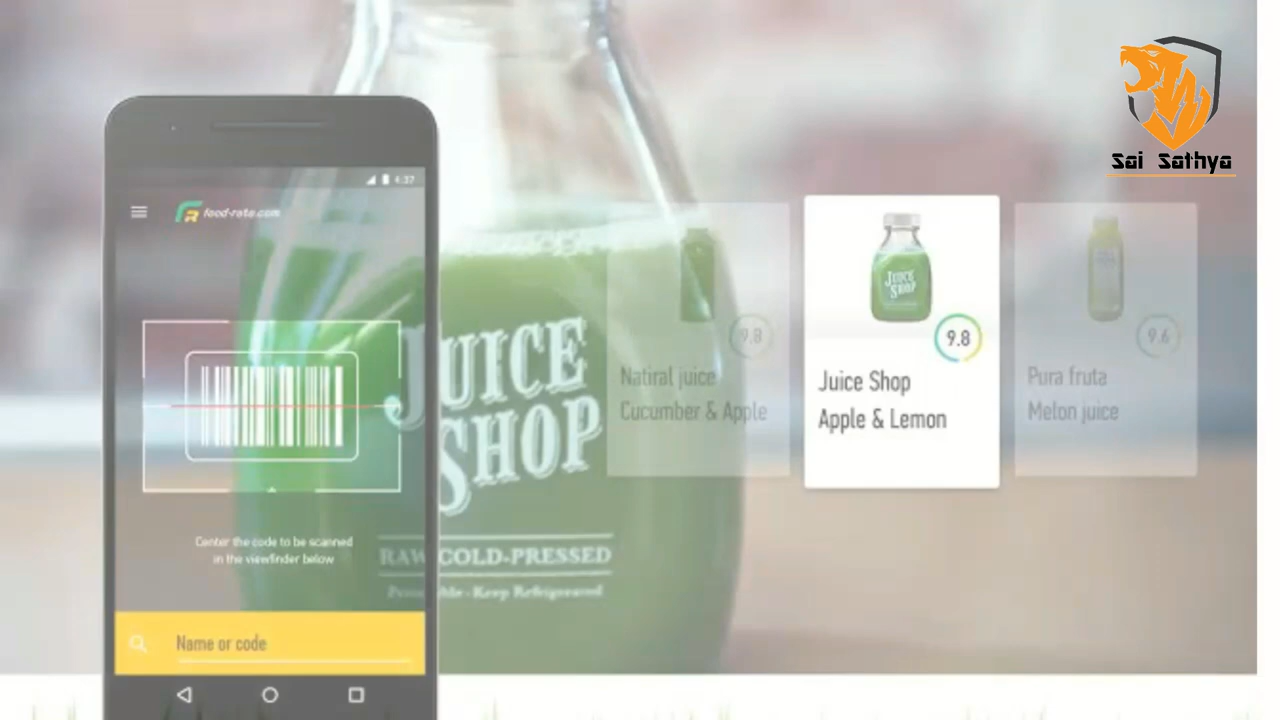 Sai Sathya
4:37
food-rate.com
Center the code to be scanned
in the viewfinder below
Name or code
JUICE
SHOP
RAW COLD-PRESSED
Keep Refrigerated
9.8
Natiral juice
Cucumber & Apple
JUICE
SHOP
9.8
Juice Shop
Apple & Lemon
9.6
Pura fruta
Melon juice